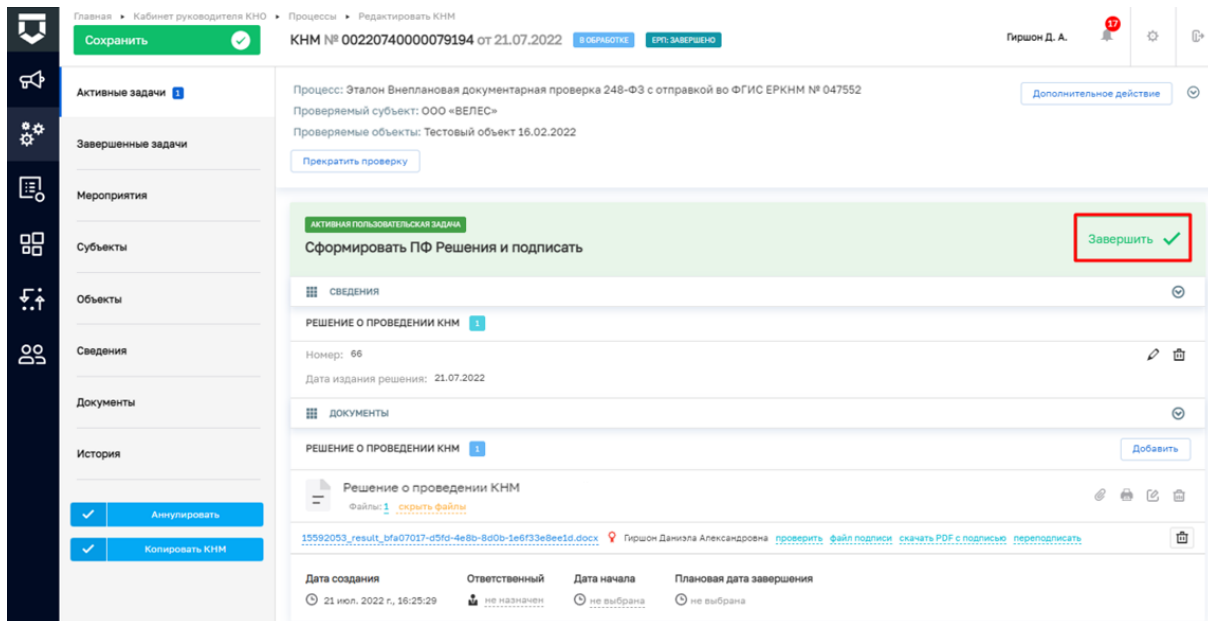 Главная ▸ Кабинет руководителя КНО ▸ Процессы ▸ Редактировать КНМ
Сохранить
КНМ № 00220740000079194 от 21.07.2022 В ОБРАБОТКЕ ЕРП: ЗАВЕРШЕНО
Гиршон Д. А.
17
Активные задачи 1
Завершенные задачи
Мероприятия
Субъекты
Объекты
Сведения
Документы
История
Аннулировать
Копировать КНМ
Процесс: Эталон Внеплановая документарная проверка 248-ФЗ с отправкой во ФГИС ЕРКНМ № 047552
Дополнительное действие
Проверяемый субъект: ООО «ВЕЛЕС»
Проверяемые объекты: Тестовый объект 16.02.2022
Прекратить проверку
АКТИВНАЯ ПОЛЬЗОВАТЕЛЬСКАЯ ЗАДАЧА
Сформировать ПФ Решения и подписать
Завершить
СВЕДЕНИЯ
РЕШЕНИЕ О ПРОВЕДЕНИИ КНМ 1
Номер: 66
Дата издания решения: 21.07.2022
ДОКУМЕНТЫ
РЕШЕНИЕ О ПРОВЕДЕНИИ КНМ 1
Добавить
Решение о проведении КНМ
Файлы: 1 скрыть файлы
15592053_result_bfa07017-d5fd-4e8b-8d0b-1e6f33e8ee1d.docx Гиршон Даниэла Александровна проверить файл подписи скачать PDF с подписью переподписать
Дата создания Ответственный Дата начала Плановая дата завершения
21 июл. 2022 г., 16:25:29 не назначен не выбрана не выбрана